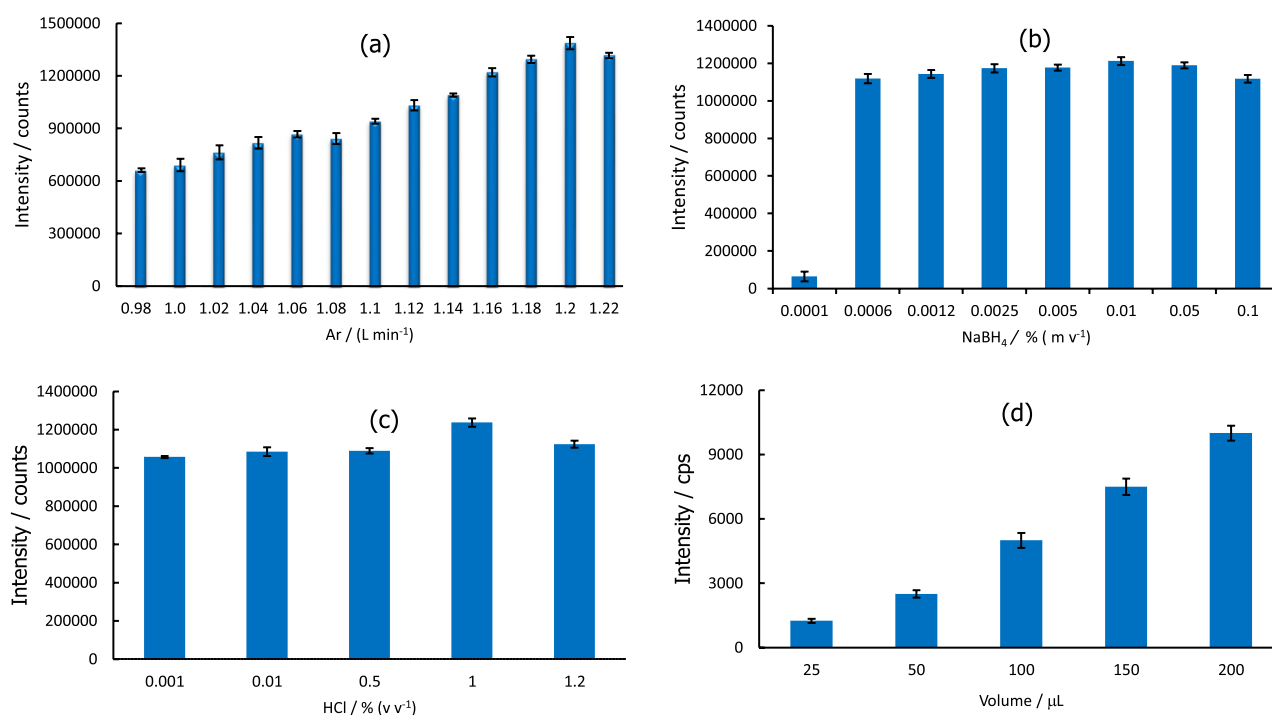 (a)
Intensity / counts
1500000
1200000
900000
600000
300000
0
0.98 1.0 1.02 1.04 1.06 1.08 1.1 1.12 1.14 1.16 1.18 1.2 1.22
Ar / (L min-1)
(b)
Intensity / counts
1400000
1200000
1000000
800000
600000
400000
200000
0
0.0001 0.0006 0.0012 0.0025 0.005 0.01 0.05 0.1
NaBH4 / % ( m v-1)
(c)
Intensity / counts
1400000
1200000
1000000
800000
600000
400000
200000
0
0.001 0.01 0.5 1 1.2
HCl / % (v v-1)
(d)
Intensity / cps
12000
9000
6000
3000
0
25 50 100 150 200
Volume / µL